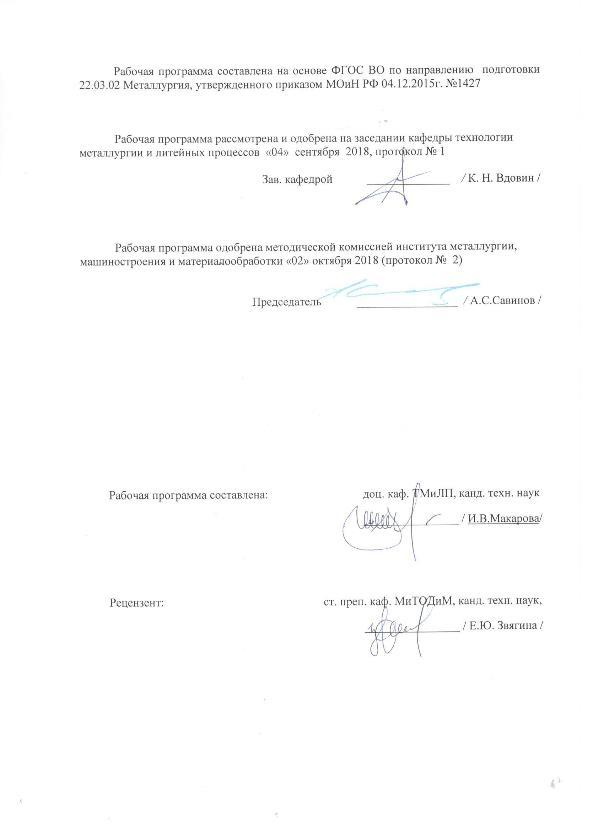 Рабочая программа составлена на основе ФГОС ВО по направлению подготовки
22.03.02 Металлургия, утвержденного приказом МОиН РФ 04.12.2015г. №1427
Рабочая программа рассмотрена и одобрена на заседании кафедры технологии
металлургии и литейных процессов «04» сентября 2018, протокол № 1
Зав. кафедрой / К. Н. Вдовин /
Рабочая программа одобрена методической комиссией института металлургии,
машиностроения и материалообработки «02» октября 2018 (протокол № 2)
Председатель / А.С.Савинов /
Рабочая программа составлена: доц. каф. ТМиЛП, канд. техн. наук
/ И.В.Макарова/
Рецензент: ст. преп. каф. МиТОДиМ, канд. техн. наук,
/ Е.Ю. Звягина /